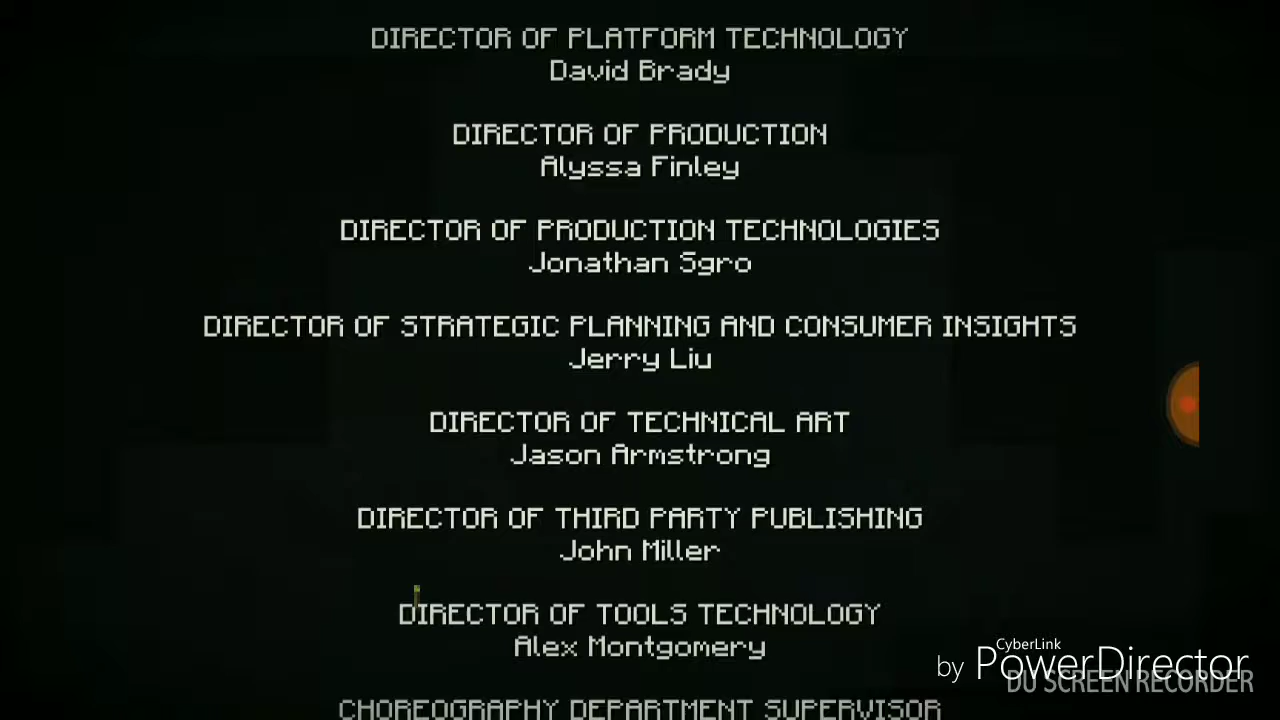 DIRECTOR OF PLATFORM TECHNOLOGY
David Brady
DIRECTOR OF PRODUCTION
Alyssa Finley
DIRECTOR OF PRODUCTION TECHNOLOGIES
Jonathan Sgro
DIRECTOR OF STRATEGIC PLANNING AND CONSUMER INSIGHTS
Jerry Liu
DIRECTOR OF TECHNICAL ART
Jason Armstrong
DIRECTOR OF THIRD PARTY PUBLISHING
John Miller
DIRECTOR OF TOOLS TECHNOLOGY
Alex Montgomery
CHOREOGRAPHY DEPARTMENT SUPERVISOR
CyberLink
by PowerDirector
DU SCREEN RECORDER